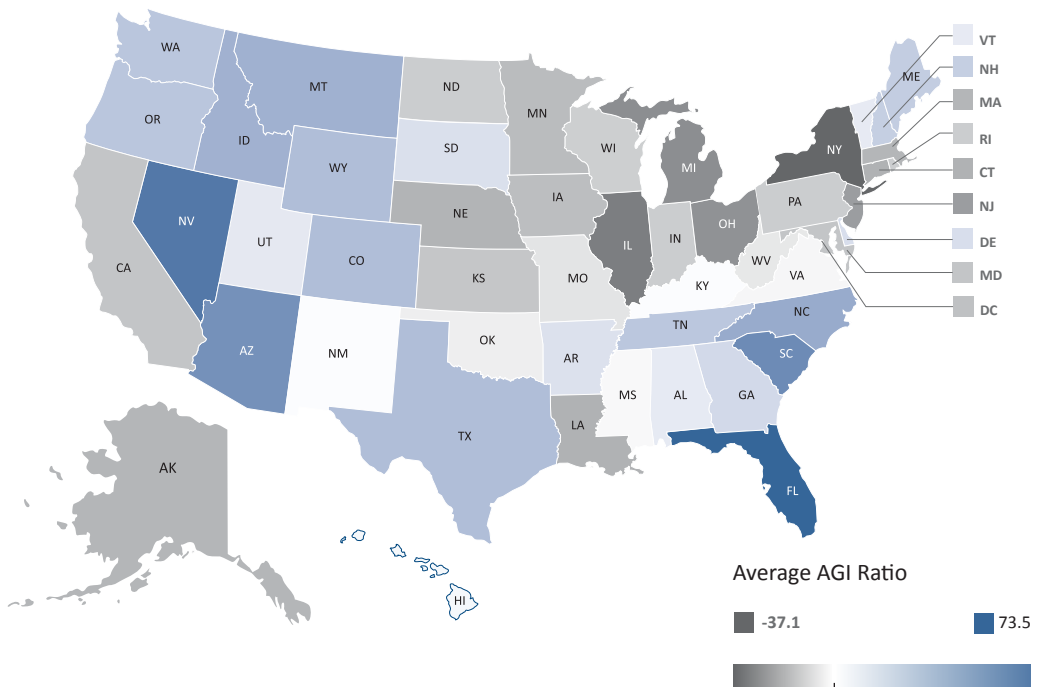 VT
WA
NH
ME
MT
ND
MA
MN
OR
RI
ID
SD
WI
NY
MI
CT
WY
IA
PA
NJ
NE
NV
OH
UT
IL
IN
DE
CO
WV
CA
KS
MO
VA
MD
KY
DC
NC
TN
OK
AZ
NM
SC
AR
MS
AL
GA
LA
TX
AK
FL
HI
Average AGI Ratio
-37.1 73.5